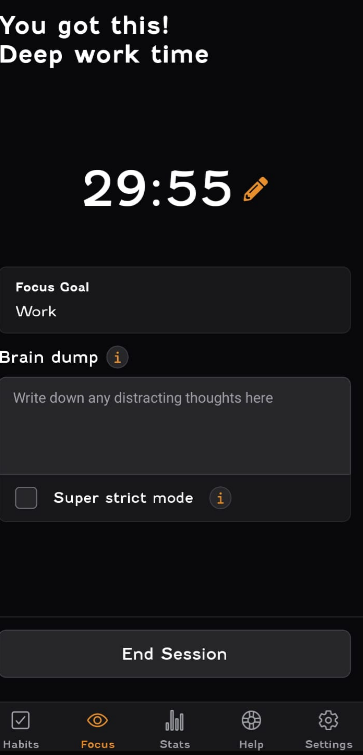 You got this!
Deep work time
29:55
Focus Goal
Work
Brain dump i
Write down any distracting thoughts here
Super strict mode i
End Session
Habits Focus Stats Help Settings